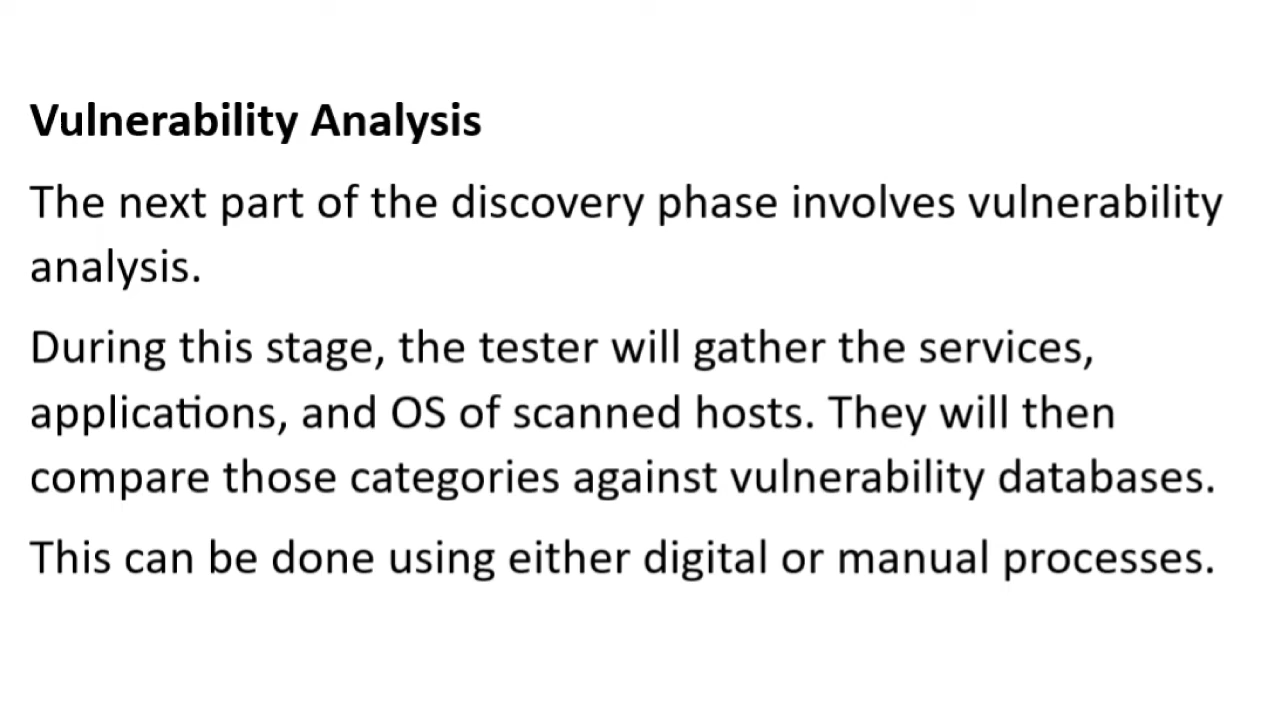 Vulnerability Analysis
The next part of the discovery phase involves vulnerability
analysis.
During this stage, the tester will gather the services,
applications, and OS of scanned hosts. They will then
compare those categories against vulnerability databases.
This can be done using either digital or manual processes.